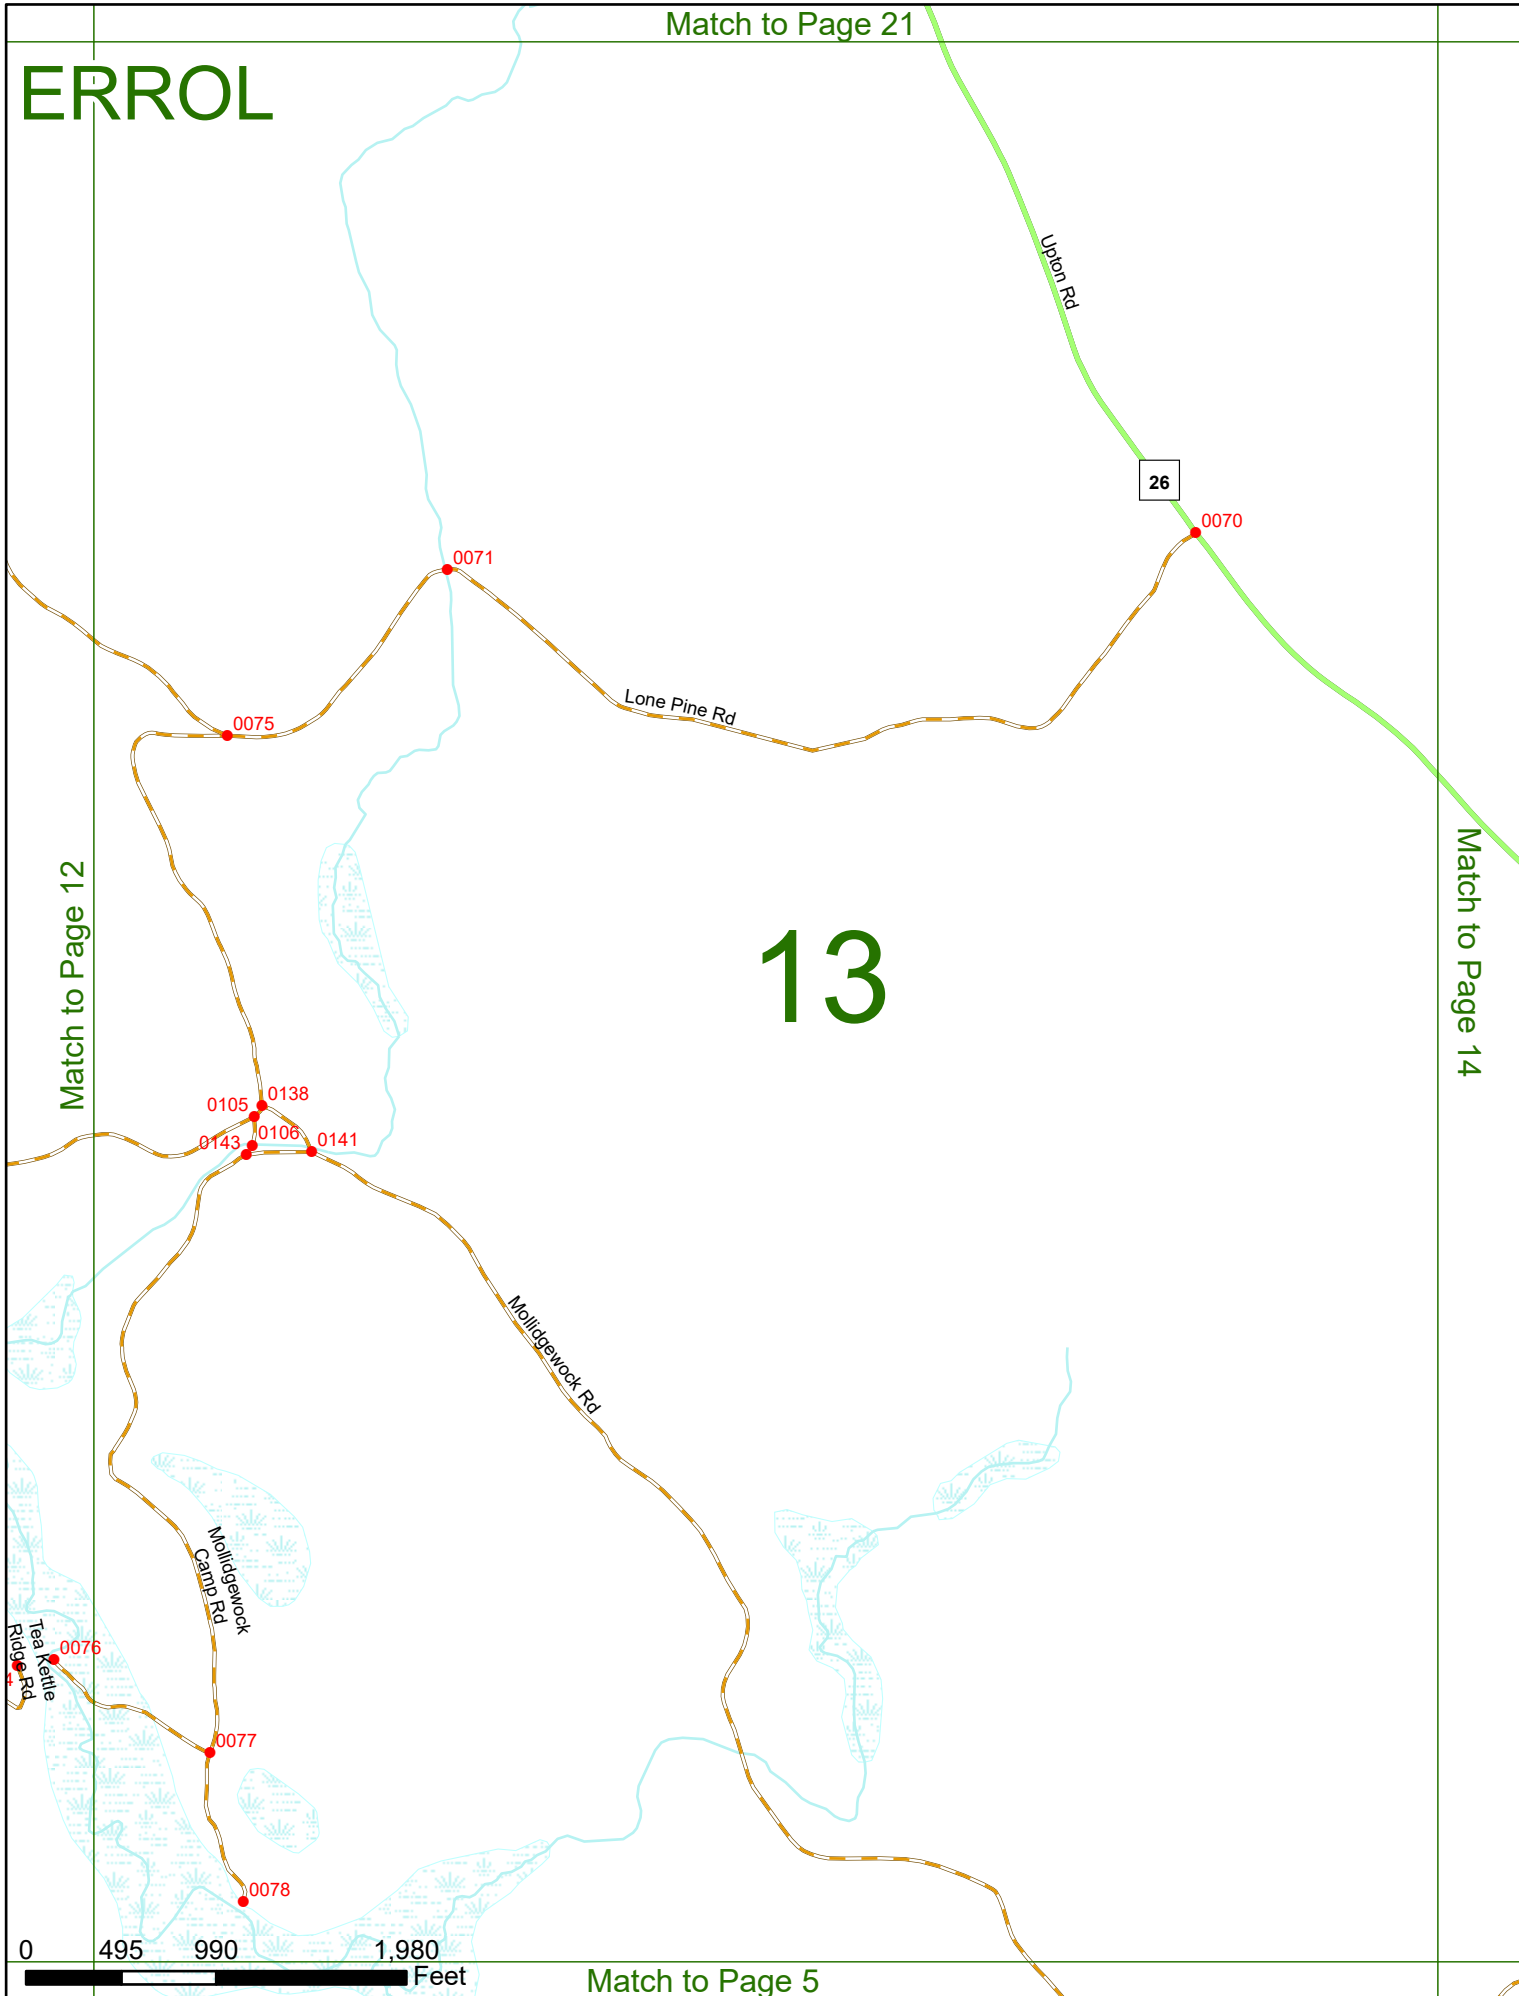 Match to Page 21
ERROL
Upton Rd
26
0070
0071
Lone Pine Rd
0075
Match to Page 12
Match to Page 14
13
0138
0105
0106
0143
0141
Mollidgewock Rd
Mollidgewock
Camp Rd
Tea Kettle
Ridge Rd
0076
4
0077
0078
0 495 990 1,980
Feet
Match to Page 5